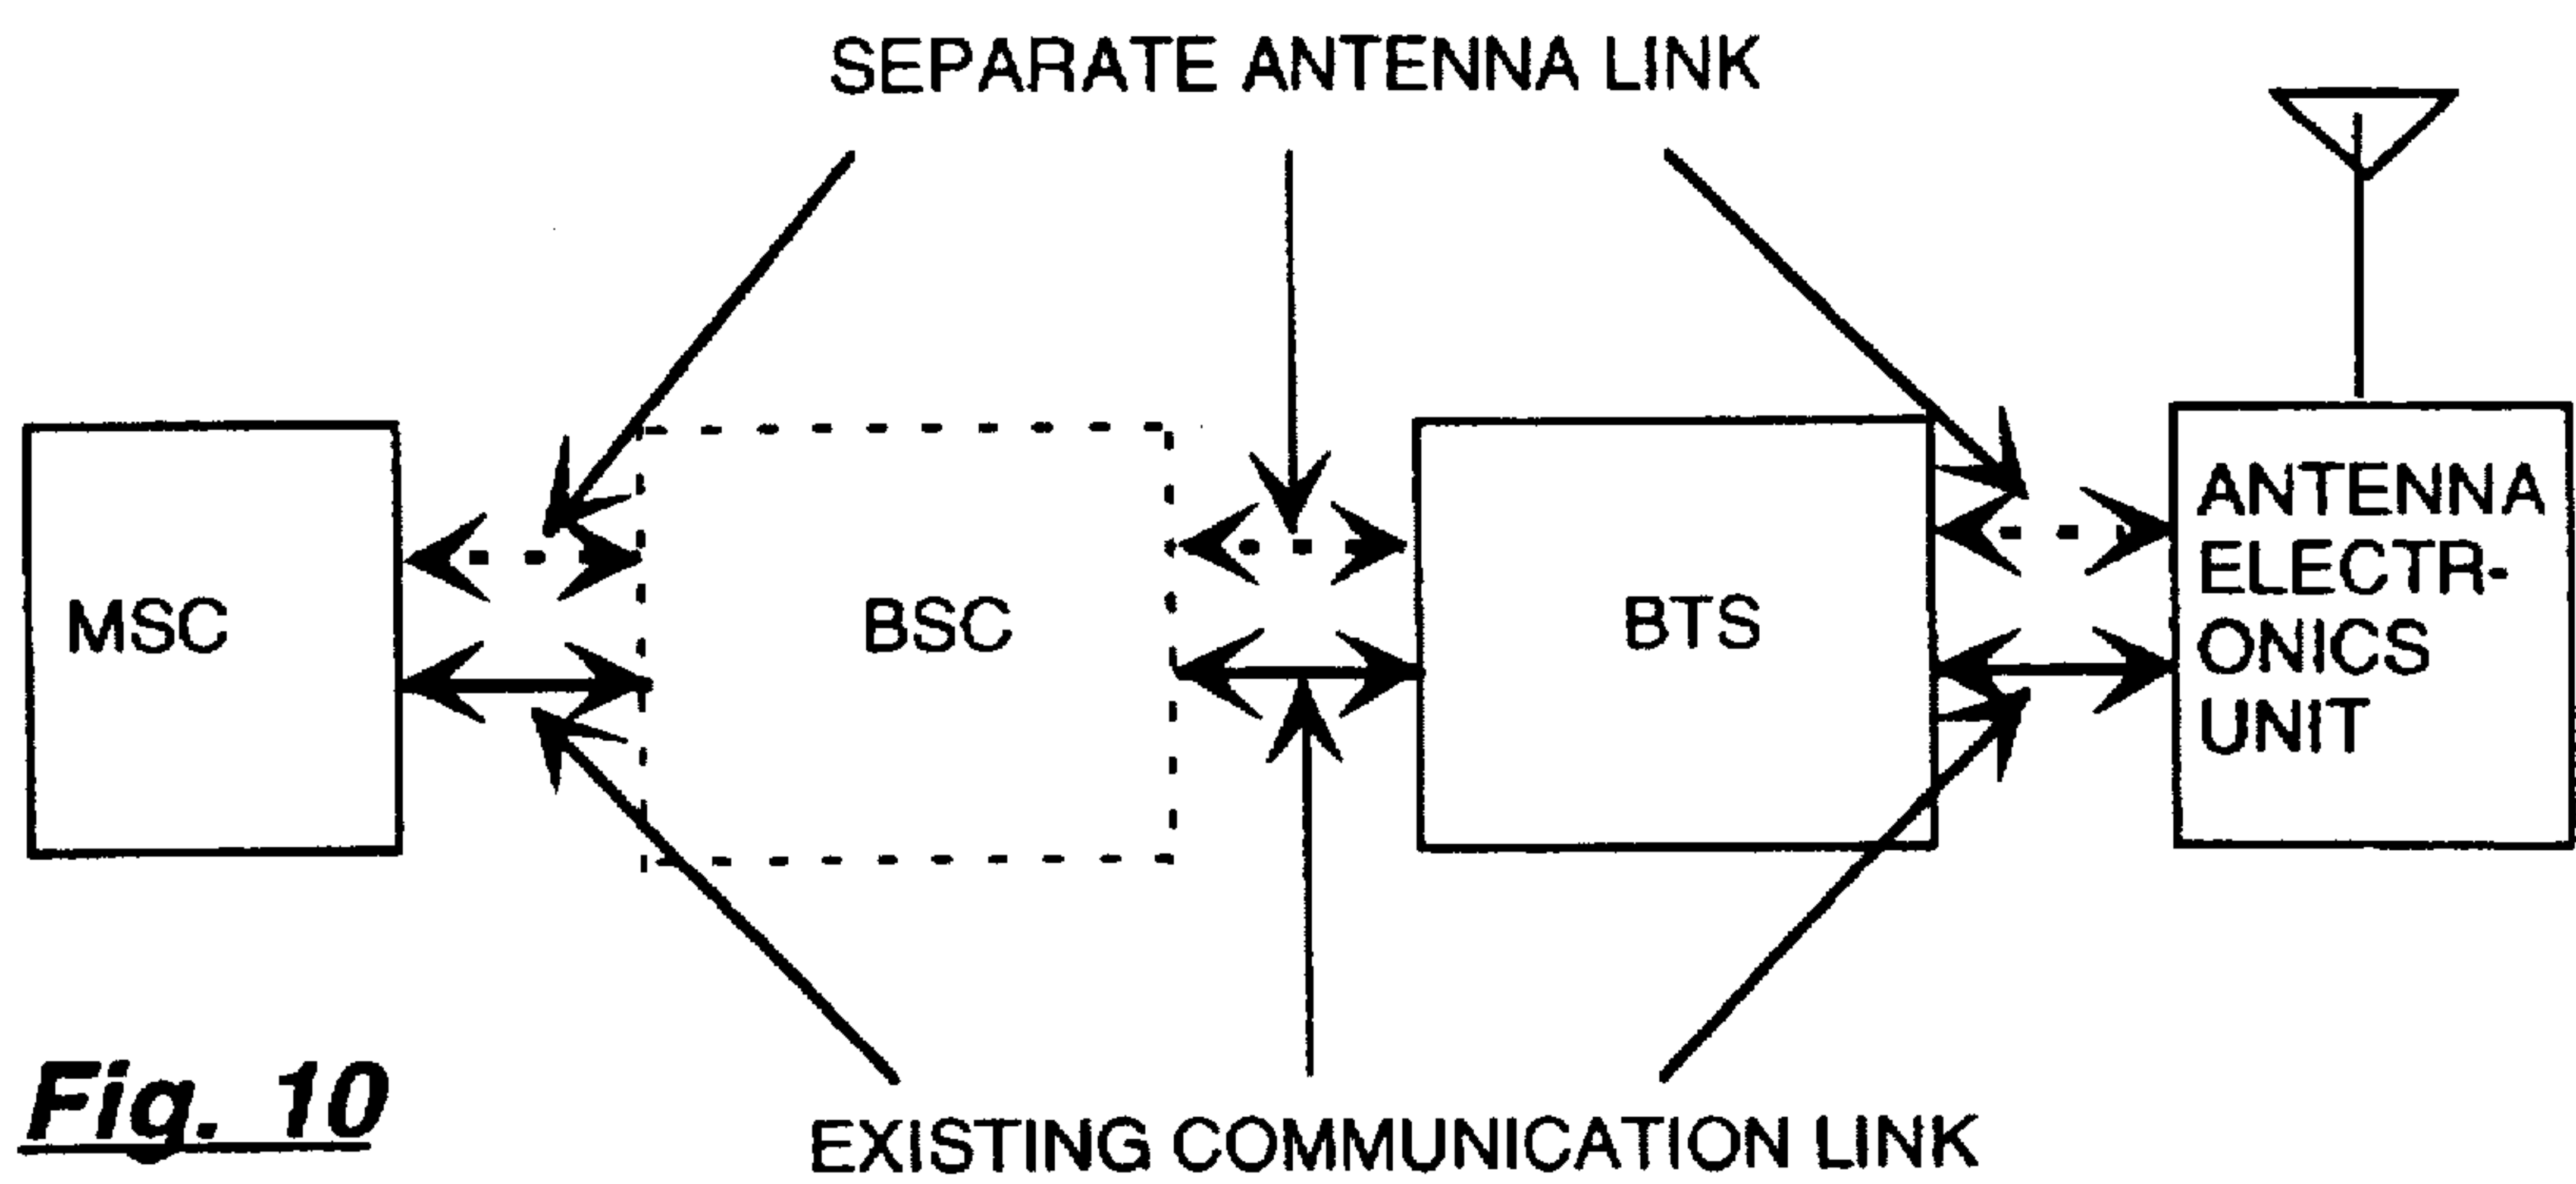 SEPARATE ANTENNA LINK
MSC
BSC
BTS
ANTENNA
ELECTR-
ONICS
UNIT
Fig. 10
EXISTING COMMUNICATION LINK